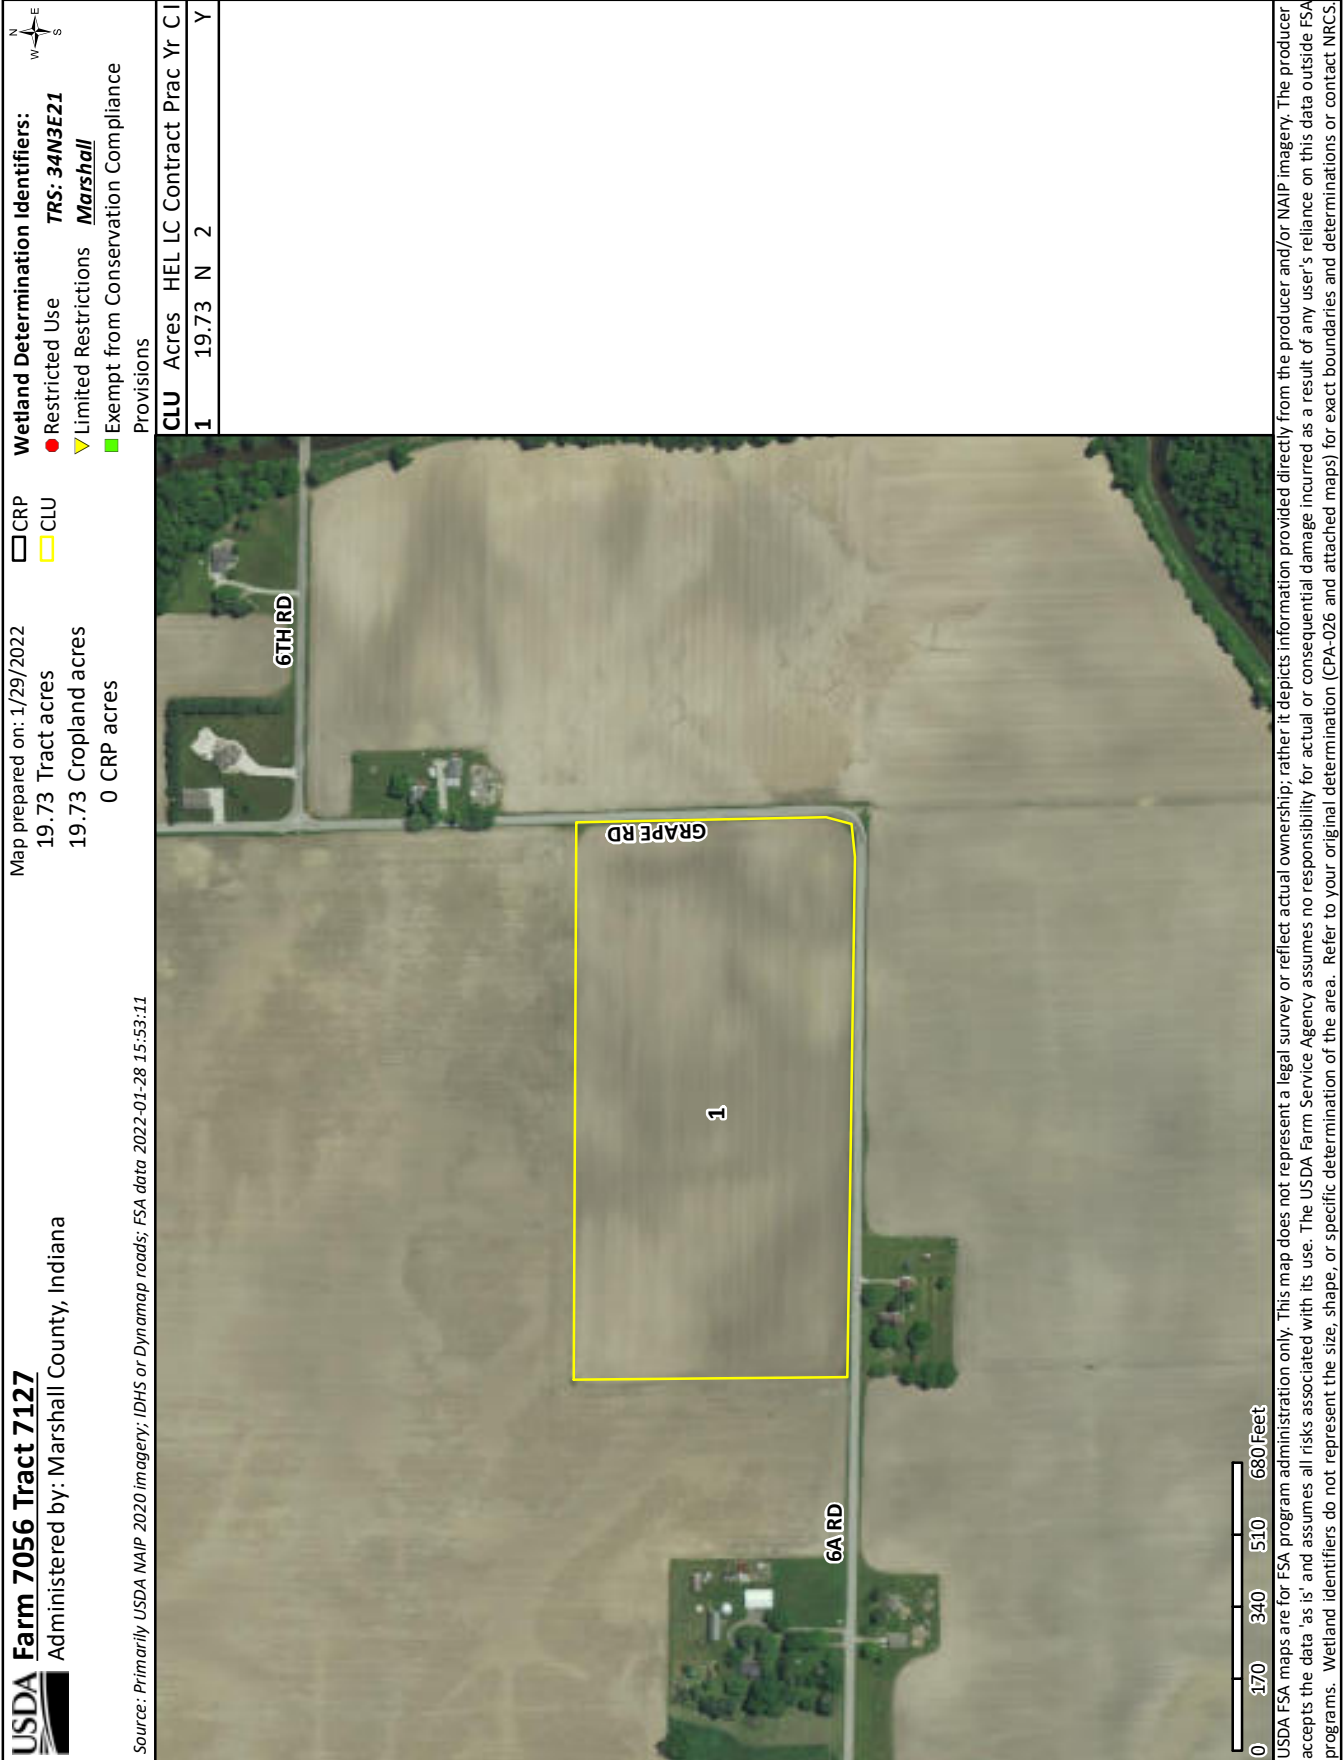 USDA
Farm 7056 Tract 7127
Administered by: Marshall County, Indiana
Map prepared on: 1/29/2022
19.73 Tract acres
19.73 Cropland acres
0 CRP acres
CRP
CLU
Wetland Determination Identifiers:
Restricted Use
TRS: 34N3E21
Limited Restrictions
Marshall
Exempt from Conservation Compliance
Provisions
N
E
S
W
Source: Primarily USDA NAIP 2020 imagery; IDHS or Dynamap roads; FSA data 2022-01-28 15:53:11
CLU Acres HEL LC Contract Prac Yr C I
1 19.73 N 2 Y
6TH RD
GRAPE RD
1
6A RD
0 170 340 510 680 Feet
USDA FSA maps are for FSA program administration only. This map does not represent a legal survey or reflect actual ownership; rather it depicts information provided directly from the producer and/or NAIP imagery. The producer
accepts the data 'as is' and assumes all risks associated with its use. The USDA Farm Service Agency assumes no responsibility for actual or consequential damage incurred as a result of any user's reliance on this data outside FSA
programs. Wetland identifiers do not represent the size, shape, or specific determination of the area. Refer to your original determination (CPA-026 and attached maps) for exact boundaries and determinations or contact NRCS.